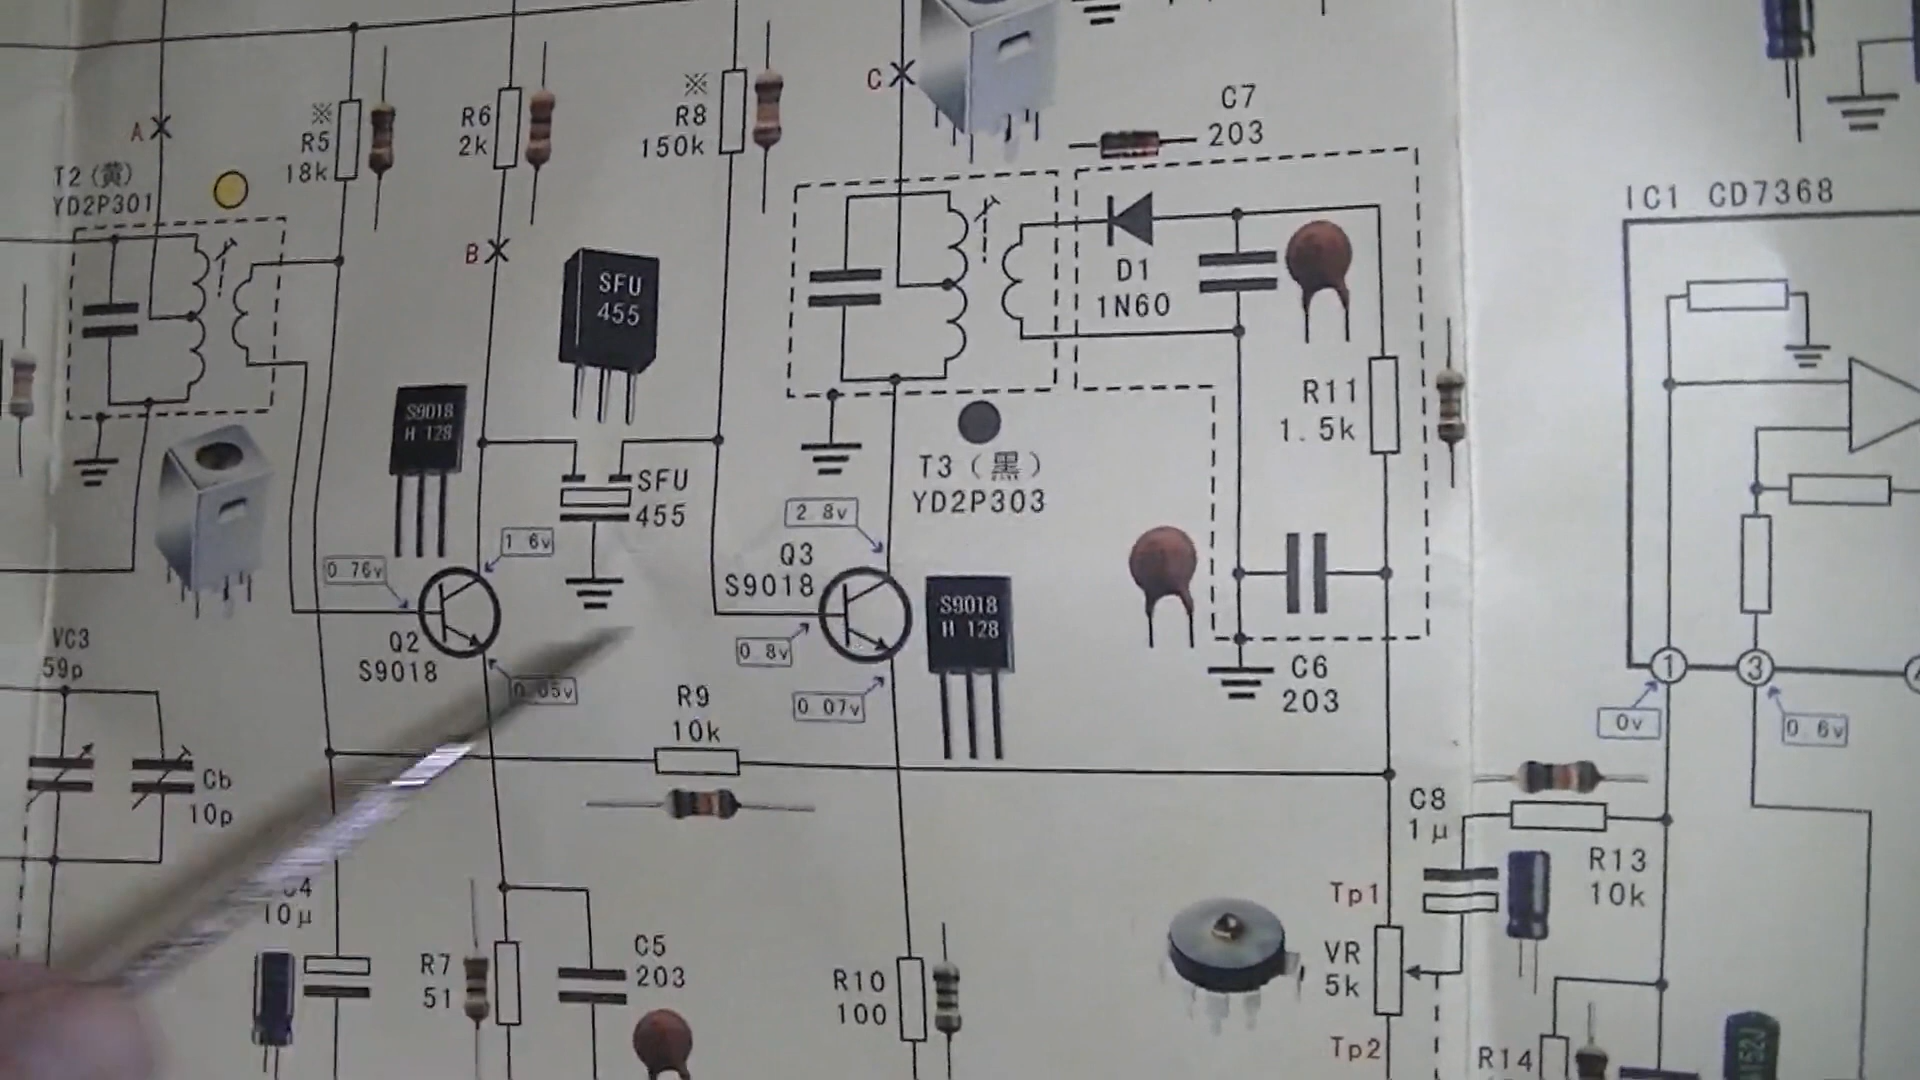 A
※
R5
18k
R6
2k
※
R8
150k
C
C7
203
T2(黄)
YD2P301
IC1 CD7368
B
SFU
455
D1
1N60
S9018
H 128
R11
1.5k
SFU
455
T3(黑)
YD2P303
2.8v
1 6v
0.76v
Q3
S9018
S9018
H 128
Q2
S9018
0.8v
0.05v
0 07v
VC3
59p
R9
10k
C6
203
1
3
0v
0.6v
Cb
10p
C8
1μ
R13
10k
10μ
Tp1
R7
51
C5
203
R10
100
VR
5k
Tp2
R14
152J